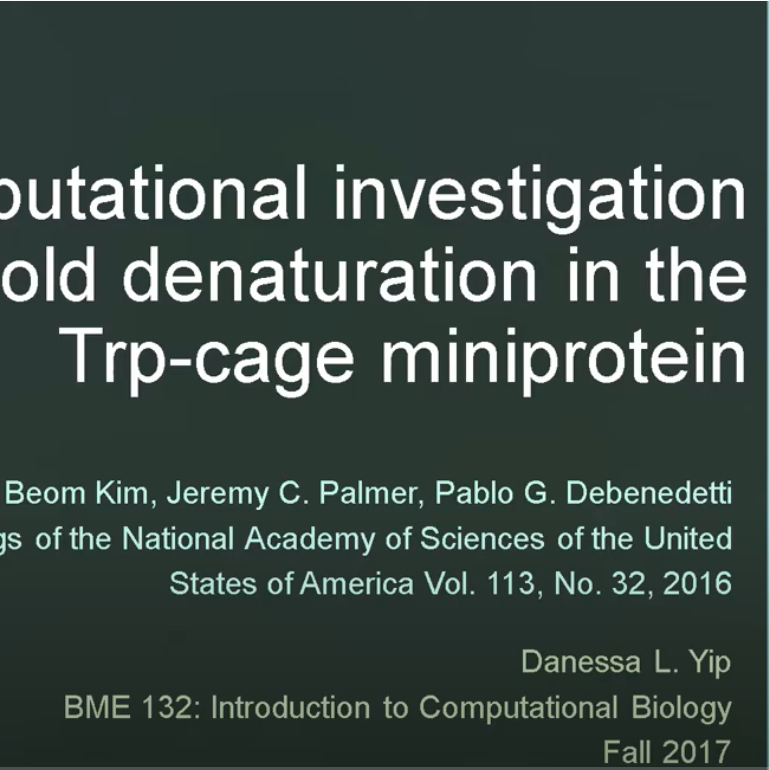 putational investigation
old denaturation in the
Trp-cage miniprotein
Beom Kim, Jeremy C. Palmer, Pablo G. Debenedetti
gs of the National Academy of Sciences of the United
States of America Vol. 113, No. 32, 2016
Danessa L. Yip
BME 132: Introduction to Computational Biology
Fall 2017